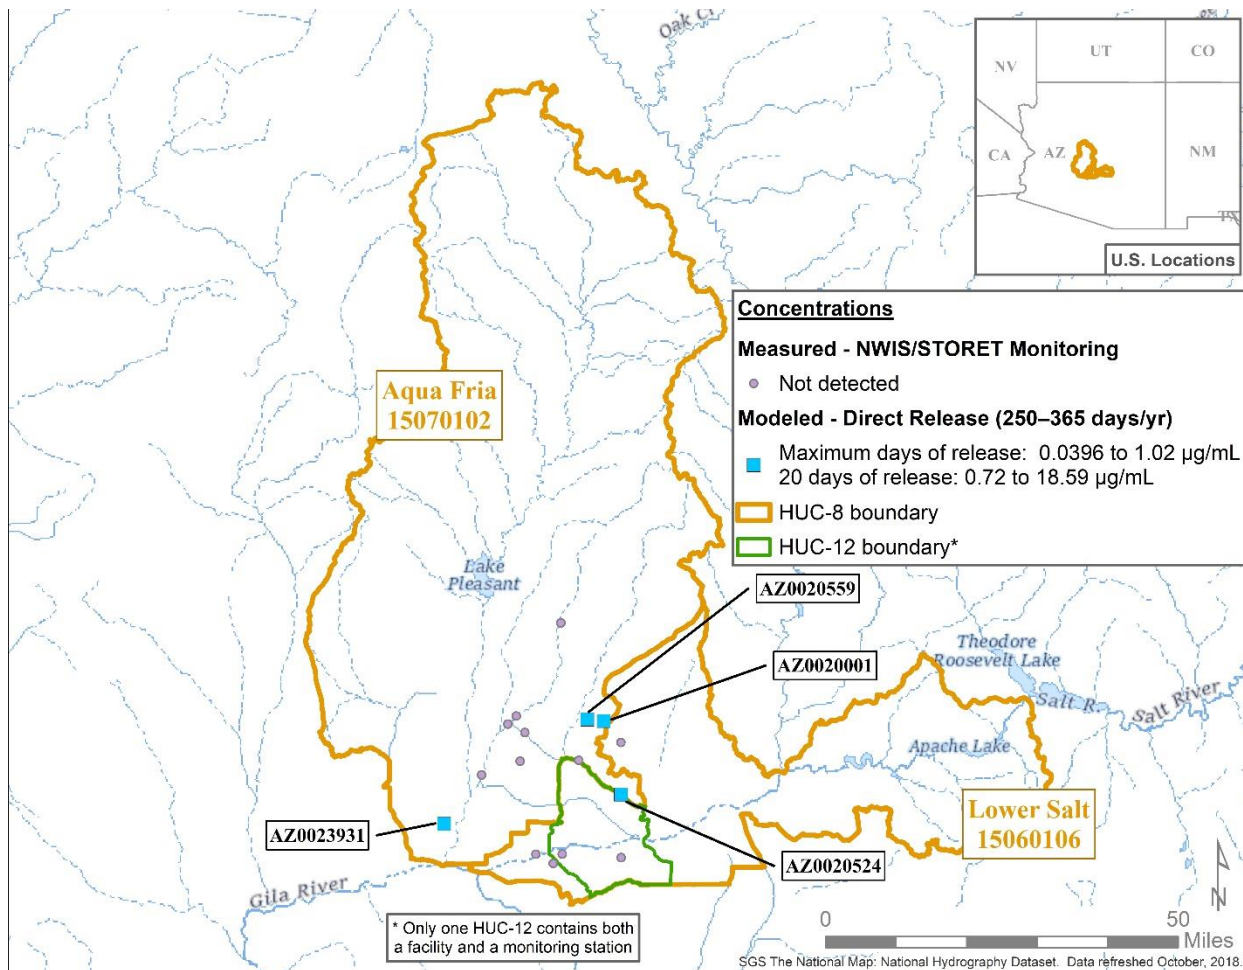 Oak Cr
NV
UT
CO
CA
AZ
NM
TX
U.S. Locations
Concentrations
Measured - NWIS/STORET Monitoring
Not detected
Modeled - Direct Release (250–365 days/yr)
Maximum days of release: 0.0396 to 1.02 µg/mL
20 days of release: 0.72 to 18.59 µg/mL
HUC-8 boundary
HUC-12 boundary*
Aqua Fria
15070102
Lake
Pleasant
AZ0020559
AZ0020001
Theodore
Roosevelt Lake
Salt R.
Salt River
Apache Lake
Lower Salt
15060106
AZ0023931
AZ0020524
Gila River
* Only one HUC-12 contains both
a facility and a monitoring station
0
50
Miles
N
SGS The National Map: National Hydrography Dataset. Data refreshed October, 2018.